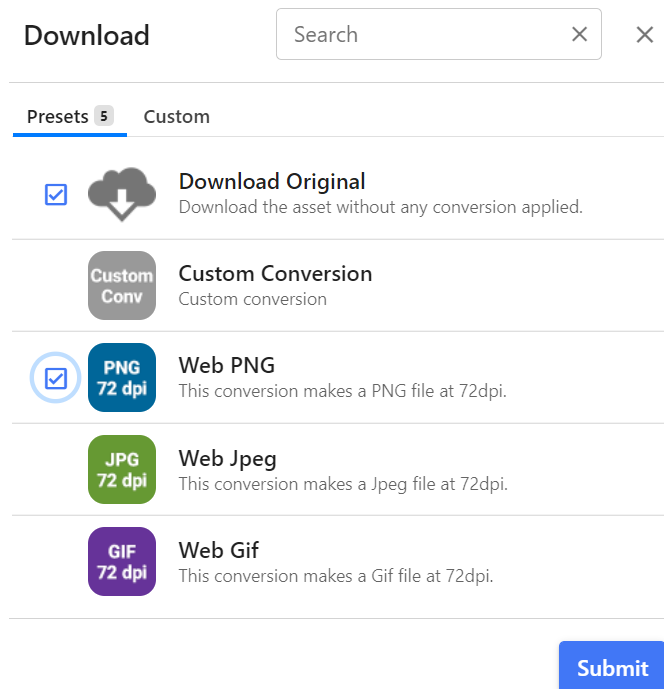 Download
Search
Presets 5
Custom
Download Original
Download the asset without any conversion applied.
Custom
Conv
Custom Conversion
Custom conversion
PNG
72 dpi
Web PNG
This conversion makes a PNG file at 72dpi.
JPG
72 dpi
Web Jpeg
This conversion makes a Jpeg file at 72dpi.
GIF
72 dpi
Web Gif
This conversion makes a Gif file at 72dpi.
Submit